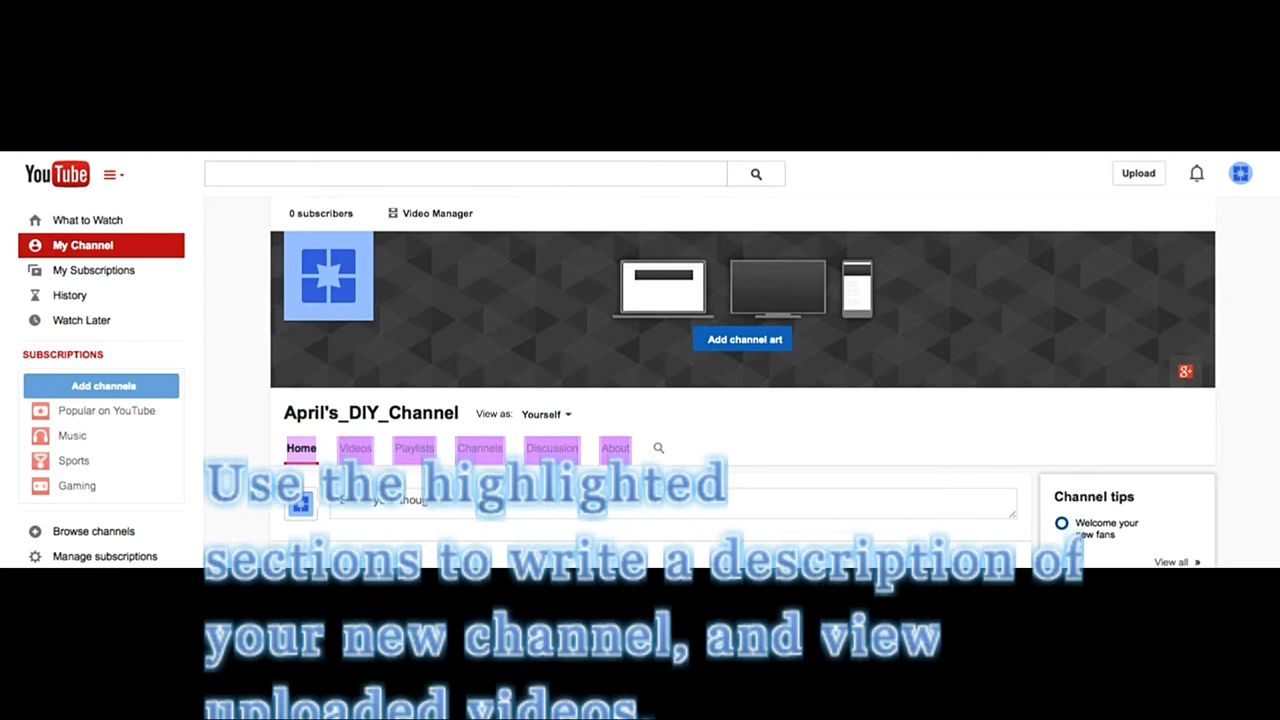 YouTube
Upload
What to Watch
My Channel
My Subscriptions
History
Watch Later
SUBSCRIPTIONS
Add channels
Popular on YouTube
Music
Sports
Gaming
Browse channels
Manage subscriptions
0 subscribers
Video Manager
Add channel art
g+
April's_DIY_Channel
View as: Yourself
Home Videos Playlists Channels Discussion About
Channel tips
Welcome your
new fans
View all »
Use the highlighted
sections to write a description of
your new channel, and view
uploaded videos.